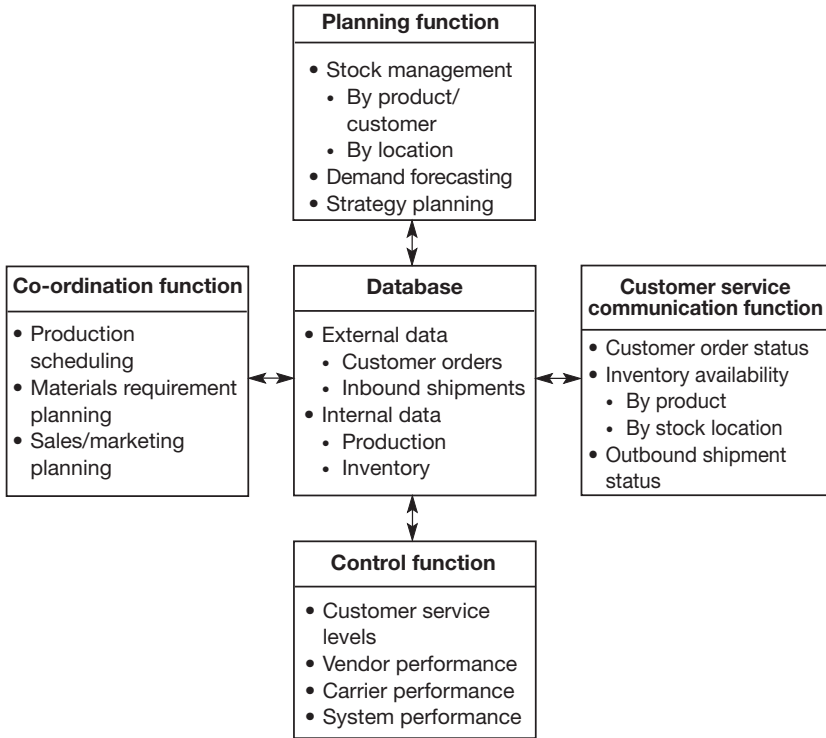 Planning function
• Stock management
• By product/
customer
• By location
• Demand forecasting
• Strategy planning
Co-ordination function
• Production
scheduling
• Materials requirement
planning
• Sales/marketing
planning
Database
• External data
• Customer orders
• Inbound shipments
• Internal data
• Production
• Inventory
Customer service
communication function
• Customer order status
• Inventory availability
• By product
• By stock location
• Outbound shipment
status
Control function
• Customer service
levels
• Vendor performance
• Carrier performance
• System performance